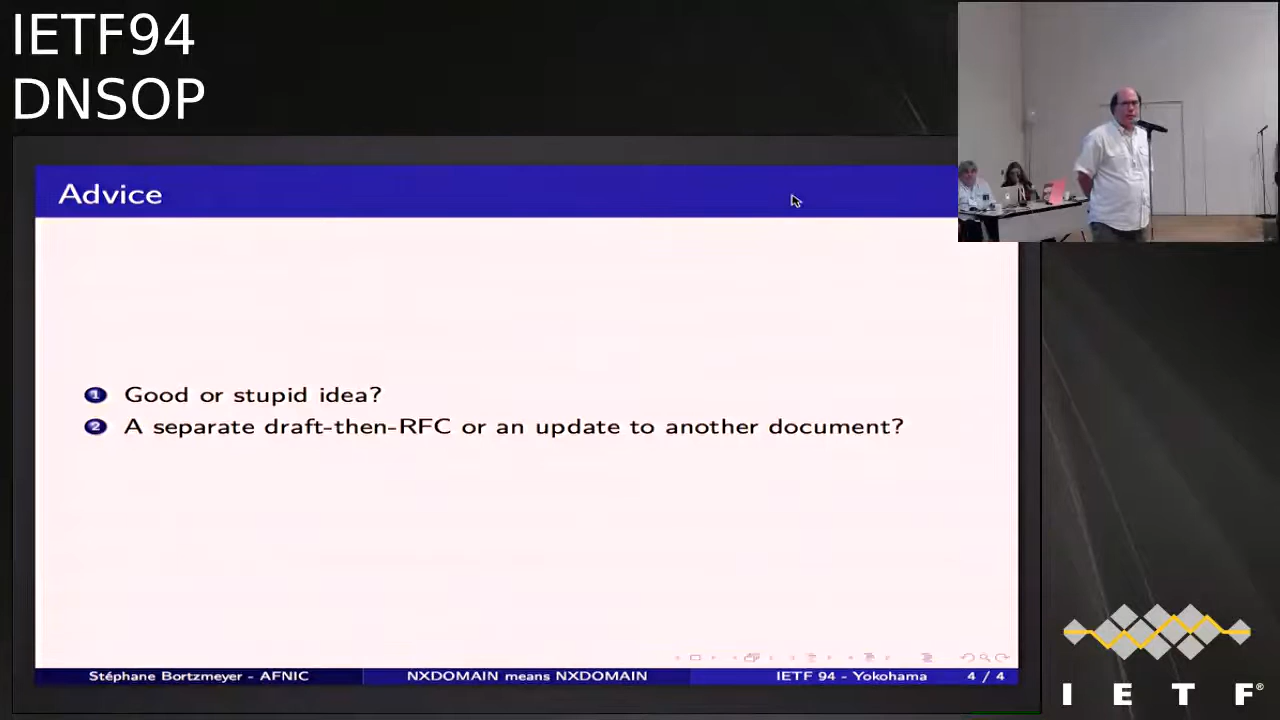 IETF94
DNSOP
Advice
1 Good or stupid idea?
2 A separate draft-then-RFC or an update to another document?
Stéphane Bortzmeyer - AFNIC
NXDOMAIN means NXDOMAIN
IETF 94 - Yokohama
4 / 4
I E T F®